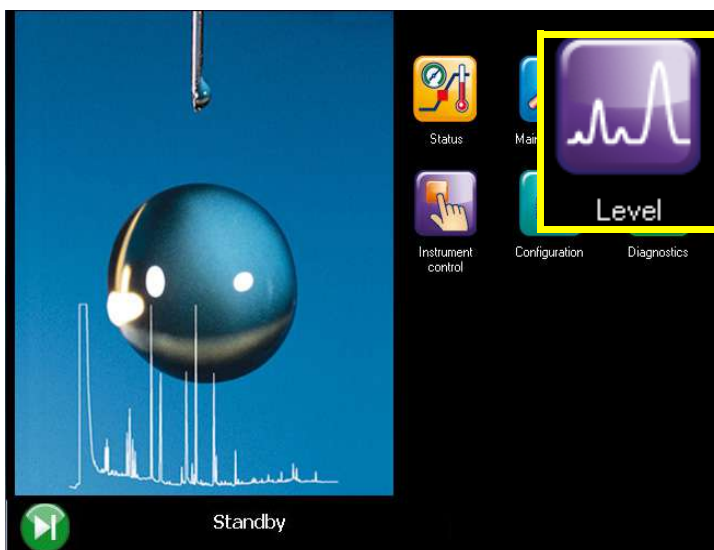 Status
Level
Instrument
control
Configuration
Diagnostics
Standby